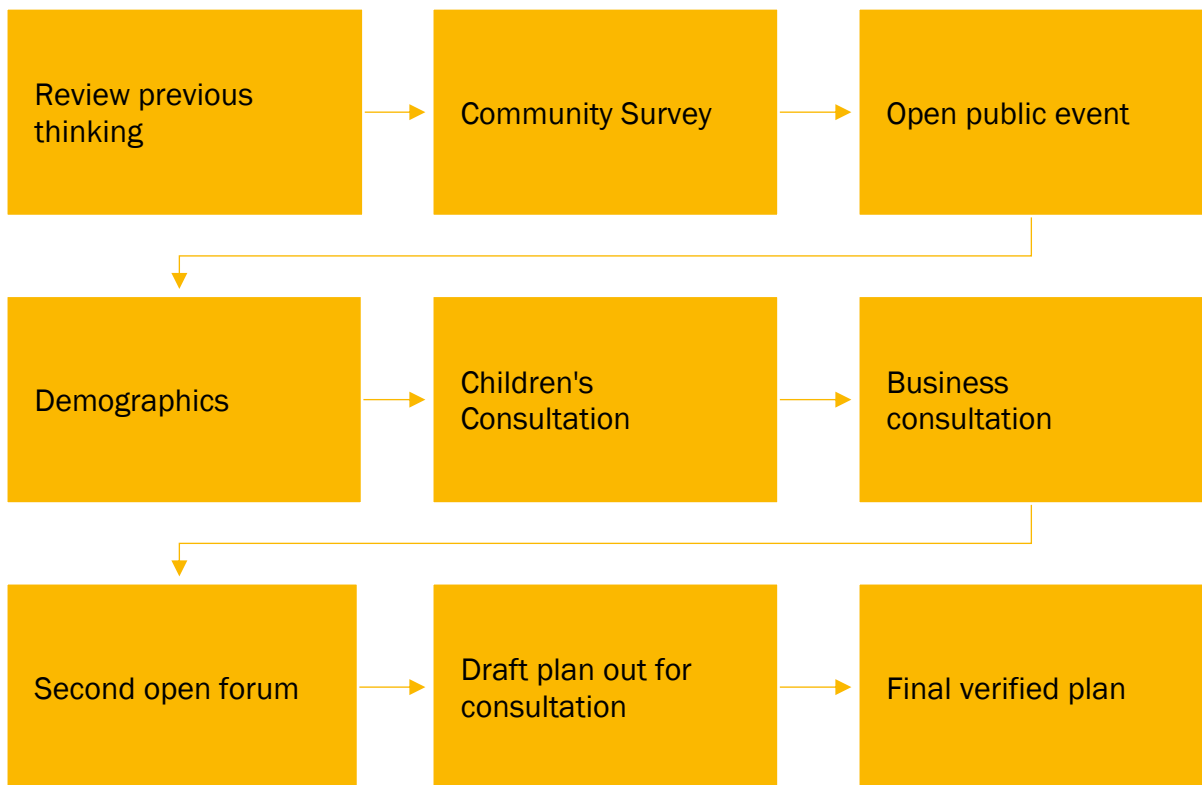 Review previous
thinking
Community Survey
Open public event
Demographics
Children's
Consultation
Business
consultation
Second open forum
Draft plan out for
consultation
Final verified plan